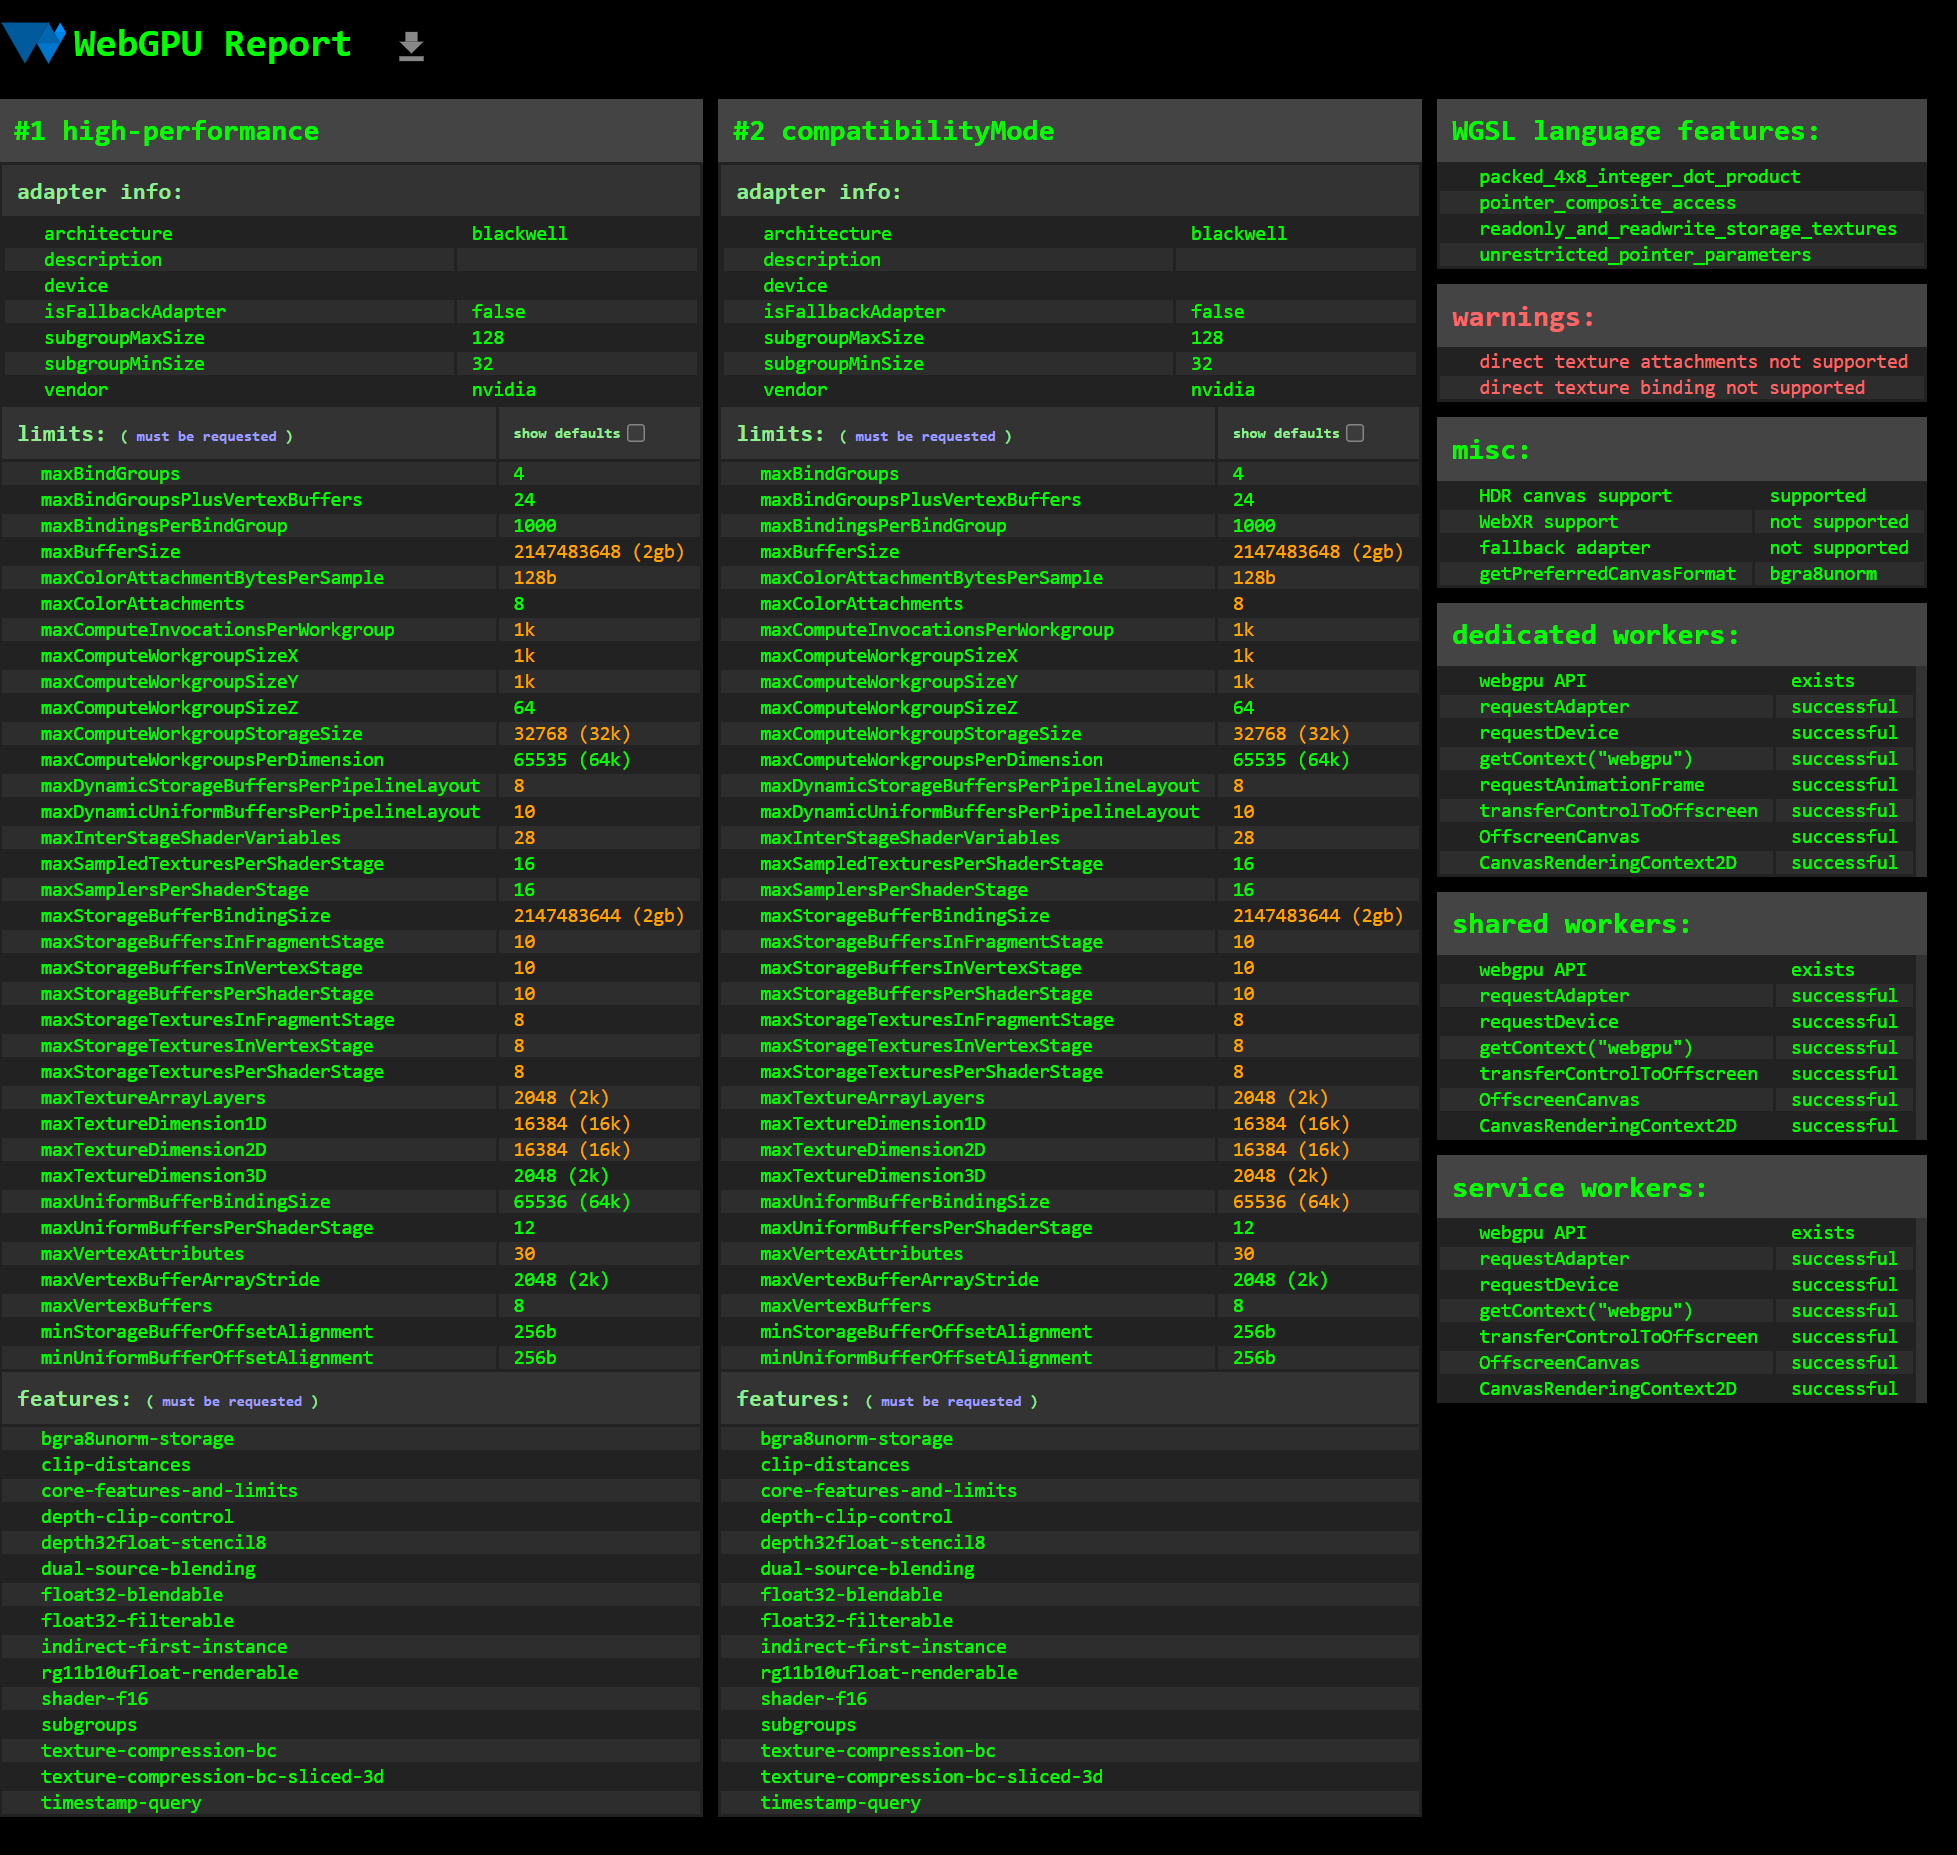 WebGPU Report
#1 high-performance
adapter info:
architecture blackwell
description
device
isFallbackAdapter false
subgroupMaxSize 128
subgroupMinSize 32
vendor nvidia
limits: ( must be requested ) show defaults
maxBindGroups 4
maxBindGroupsPlusVertexBuffers 24
maxBindingsPerBindGroup 1000
maxBufferSize 2147483648 (2gb)
maxColorAttachmentBytesPerSample 128b
maxColorAttachments 8
maxComputeInvocationsPerWorkgroup 1k
maxComputeWorkgroupSizeX 1k
maxComputeWorkgroupSizeY 1k
maxComputeWorkgroupSizeZ 64
maxComputeWorkgroupStorageSize 32768 (32k)
maxComputeWorkgroupsPerDimension 65535 (64k)
maxDynamicStorageBuffersPerPipelineLayout 8
maxDynamicUniformBuffersPerPipelineLayout 10
maxInterStageShaderVariables 28
maxSampledTexturesPerShaderStage 16
maxSamplersPerShaderStage 16
maxStorageBufferBindingSize 2147483644 (2gb)
maxStorageBuffersInFragmentStage 10
maxStorageBuffersInVertexStage 10
maxStorageBuffersPerShaderStage 10
maxStorageTexturesInFragmentStage 8
maxStorageTexturesInVertexStage 8
maxStorageTexturesPerShaderStage 8
maxTextureArrayLayers 2048 (2k)
maxTextureDimension1D 16384 (16k)
maxTextureDimension2D 16384 (16k)
maxTextureDimension3D 2048 (2k)
maxUniformBufferBindingSize 65536 (64k)
maxUniformBuffersPerShaderStage 12
maxVertexAttributes 30
maxVertexBufferArrayStride 2048 (2k)
maxVertexBuffers 8
minStorageBufferOffsetAlignment 256b
minUniformBufferOffsetAlignment 256b
features: ( must be requested )
bgra8unorm-storage
clip-distances
core-features-and-limits
depth-clip-control
depth32float-stencil8
dual-source-blending
float32-blendable
float32-filterable
indirect-first-instance
rg11b10ufloat-renderable
shader-f16
subgroups
texture-compression-bc
texture-compression-bc-sliced-3d
timestamp-query
#2 compatibilityMode
adapter info:
architecture blackwell
description
device
isFallbackAdapter false
subgroupMaxSize 128
subgroupMinSize 32
vendor nvidia
limits: ( must be requested ) show defaults
maxBindGroups 4
maxBindGroupsPlusVertexBuffers 24
maxBindingsPerBindGroup 1000
maxBufferSize 2147483648 (2gb)
maxColorAttachmentBytesPerSample 128b
maxColorAttachments 8
maxComputeInvocationsPerWorkgroup 1k
maxComputeWorkgroupSizeX 1k
maxComputeWorkgroupSizeY 1k
maxComputeWorkgroupSizeZ 64
maxComputeWorkgroupStorageSize 32768 (32k)
maxComputeWorkgroupsPerDimension 65535 (64k)
maxDynamicStorageBuffersPerPipelineLayout 8
maxDynamicUniformBuffersPerPipelineLayout 10
maxInterStageShaderVariables 28
maxSampledTexturesPerShaderStage 16
maxSamplersPerShaderStage 16
maxStorageBufferBindingSize 2147483644 (2gb)
maxStorageBuffersInFragmentStage 10
maxStorageBuffersInVertexStage 10
maxStorageBuffersPerShaderStage 10
maxStorageTexturesInFragmentStage 8
maxStorageTexturesInVertexStage 8
maxStorageTexturesPerShaderStage 8
maxTextureArrayLayers 2048 (2k)
maxTextureDimension1D 16384 (16k)
maxTextureDimension2D 16384 (16k)
maxTextureDimension3D 2048 (2k)
maxUniformBufferBindingSize 65536 (64k)
maxUniformBuffersPerShaderStage 12
maxVertexAttributes 30
maxVertexBufferArrayStride 2048 (2k)
maxVertexBuffers 8
minStorageBufferOffsetAlignment 256b
minUniformBufferOffsetAlignment 256b
features: ( must be requested )
bgra8unorm-storage
clip-distances
core-features-and-limits
depth-clip-control
depth32float-stencil8
dual-source-blending
float32-blendable
float32-filterable
indirect-first-instance
rg11b10ufloat-renderable
shader-f16
subgroups
texture-compression-bc
texture-compression-bc-sliced-3d
timestamp-query
WGSL language features:
packed_4x8_integer_dot_product
pointer_composite_access
readonly_and_readwrite_storage_textures
unrestricted_pointer_parameters
warnings:
direct texture attachments not supported
direct texture binding not supported
misc:
HDR canvas support supported
WebXR support not supported
fallback adapter not supported
getPreferredCanvasFormat bgra8unorm
dedicated workers:
webgpu API exists
requestAdapter successful
requestDevice successful
getContext("webgpu") successful
requestAnimationFrame successful
transferControlToOffscreen successful
OffscreenCanvas successful
CanvasRenderingContext2D successful
shared workers:
webgpu API exists
requestAdapter successful
requestDevice successful
getContext("webgpu") successful
transferControlToOffscreen successful
OffscreenCanvas successful
CanvasRenderingContext2D successful
service workers:
webgpu API exists
requestAdapter successful
requestDevice successful
getContext("webgpu") successful
transferControlToOffscreen successful
OffscreenCanvas successful
CanvasRenderingContext2D successful